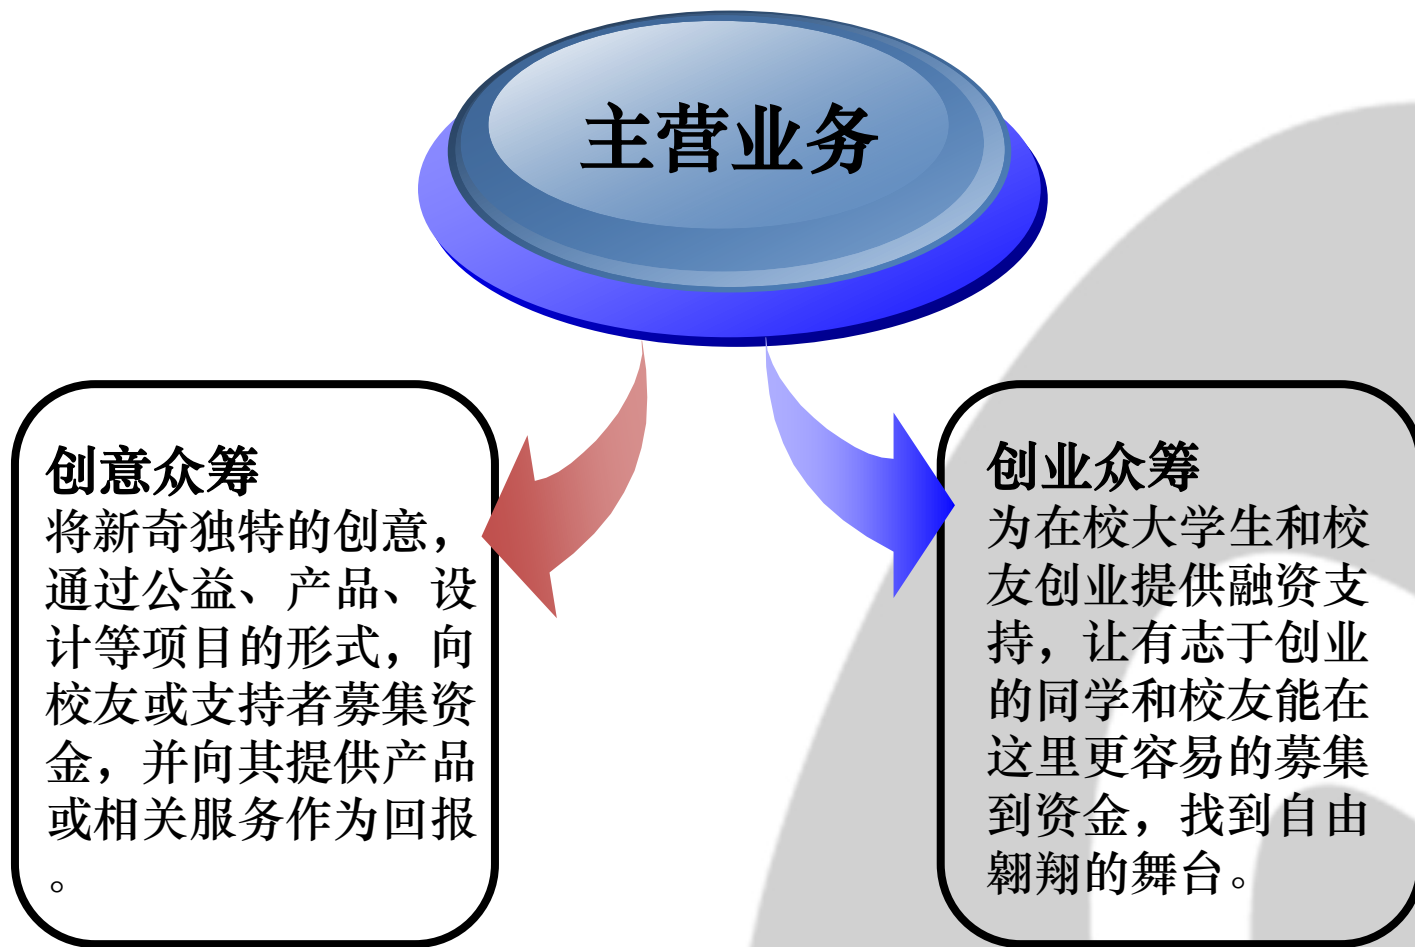 主营业务
创意众筹
将新奇独特的创意，
通过公益、产品、设
计等项目的形式，向
校友或支持者募集资
金，并向其提供产品
或相关服务作为回报
。
创业众筹
为在校大学生和校
友创业提供融资支
持，让有志于创业
的同学和校友能在
这里更容易的募集
到资金，找到自由
翱翔的舞台。